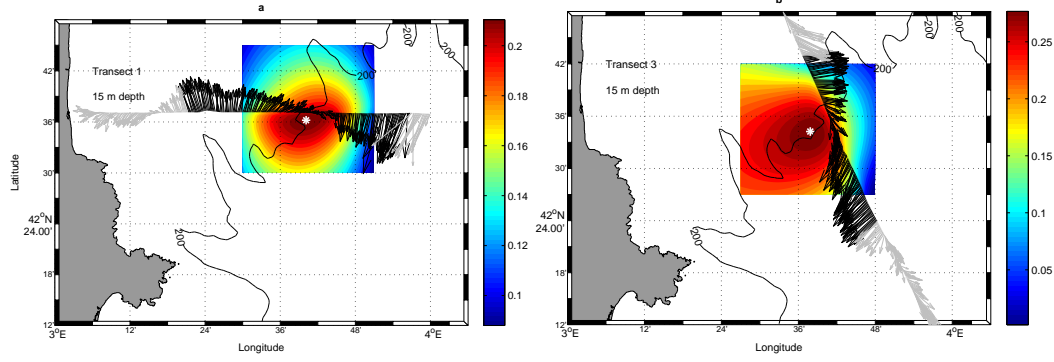 a
Transect 1
15 m depth
200
200
200
42'
36'
30'
42°N
24.00'
18'
12'
3°E
12'
24'
36'
48'
4°E
Latitude
Longitude
0.2
0.18
0.16
0.14
0.12
0.1
Transect 3
15 m depth
200
200
200
42'
36'
30'
42°N
24.00'
18'
12'
3°E
12'
24'
36'
48'
4°E
Longitude
0.25
0.2
0.15
0.1
0.05